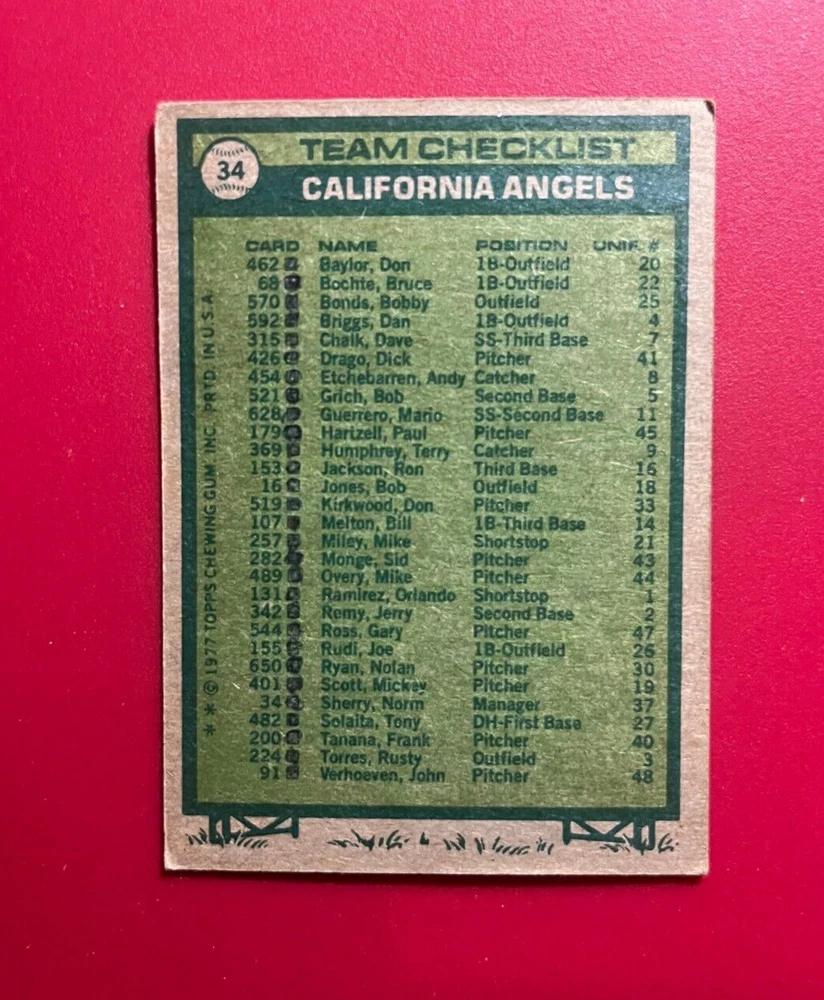 34
TEAM CHECKLIST
CALIFORNIA ANGELS
CARD NAME POSITION UNIF. #
462 Baylor, Don 1B-Outfield 20
68 Bochte, Bruce 1B-Outfield 22
570 Bonds, Bobby Outfield 25
592 Briggs, Dan 1B-Outfield 4
315 Chalk, Dave SS-Third Base 7
426 Drago, Dick Pitcher 41
454 Etchebarren, Andy Catcher 8
521 Grich, Bob Second Base 5
628 Guerrero, Mario SS-Second Base 11
179 Hartzell, Paul Pitcher 45
369 Humphrey, Terry Catcher 9
153 Jackson, Ron Third Base 16
16 Jones, Bob Outfield 18
519 Kirkwood, Don Pitcher 33
107 Melton, Bill 1B-Third Base 14
257 Miley, Mike Shortstop 21
282 Monge, Sid Pitcher 43
489 Overy, Mike Pitcher 44
131 Ramirez, Orlando Shortstop 1
342 Remy, Jerry Second Base 2
544 Ross, Gary Pitcher 47
155 Rudi, Joe 1B-Outfield 26
650 Ryan, Nolan Pitcher 30
401 Scott, Mickey Pitcher 19
34 Sherry, Norm Manager 37
482 Solaita, Tony DH-First Base 27
200 Tanana, Frank Pitcher 40
224 Torres, Rusty Outfield 3
91 Verhoeven, John Pitcher 48
* * © 1977 TOPPS CHEWING GUM, INC. PRT'D. IN U.S.A.